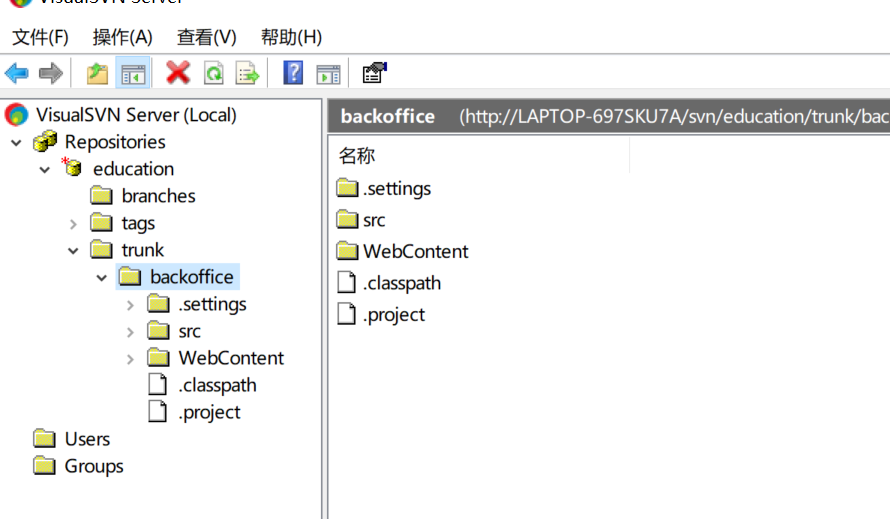 VisualSVN Server
文件(F) 操作(A) 查看(V) 帮助(H)
VisualSVN Server (Local)
Repositories
education
branches
tags
trunk
backoffice
.settings
src
WebContent
.classpath
.project
Users
Groups
backoffice (http://LAPTOP-697SKU7A/svn/education/trunk/bac
名称
.settings
src
WebContent
.classpath
.project